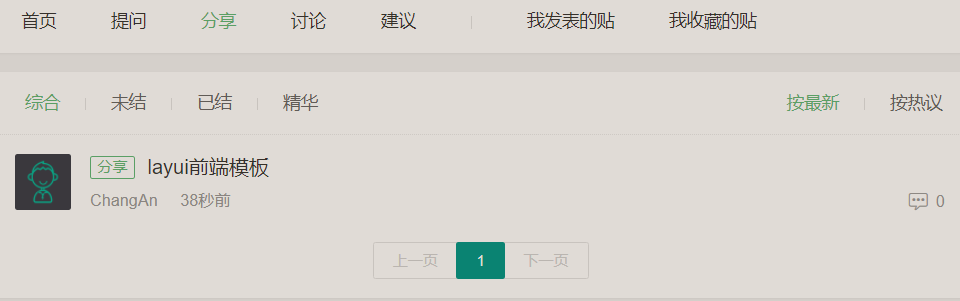 首页 提问 分享 讨论 建议 我发表的贴 我收藏的贴
综合 未结 已结 精华 按最新 按热议
分享 layui前端模板
ChangAn 38秒前 0
上一页 1 下一页